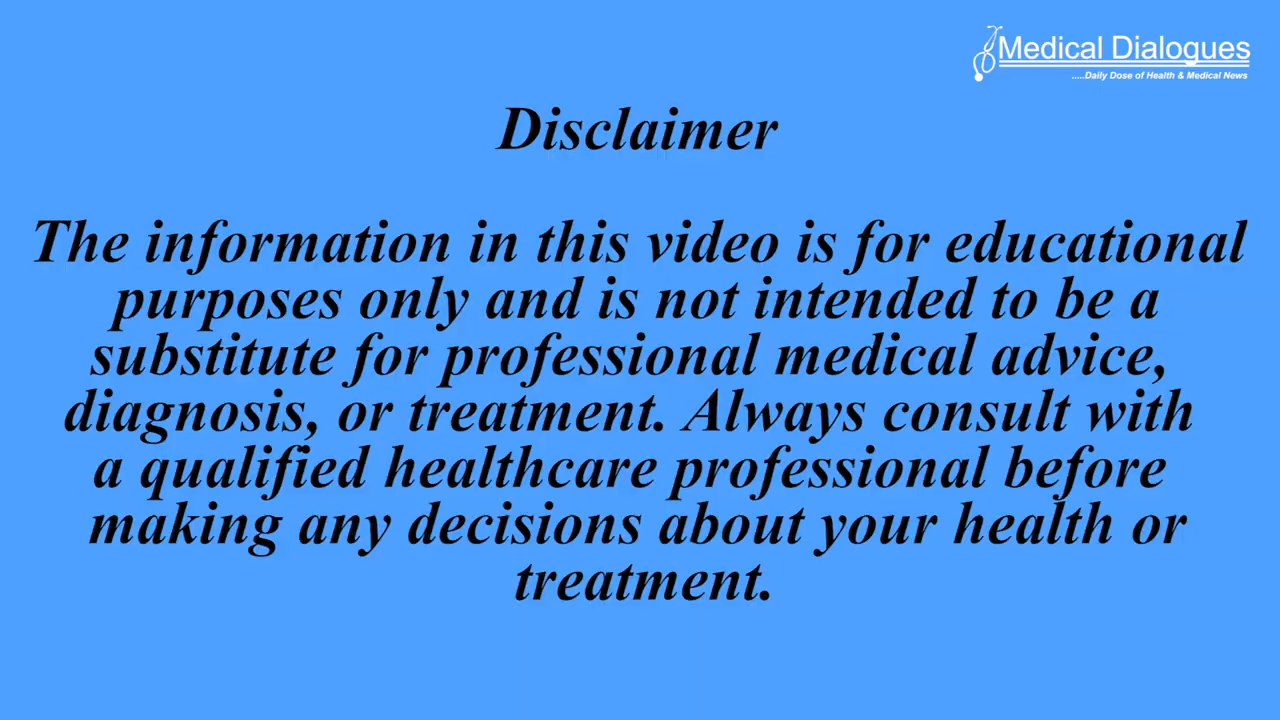 Medical Dialogues
.....Daily Dose of Health & Medical News
Disclaimer
The information in this video is for educational
purposes only and is not intended to be a
substitute for professional medical advice,
diagnosis, or treatment. Always consult with
a qualified healthcare professional before
making any decisions about your health or
treatment.